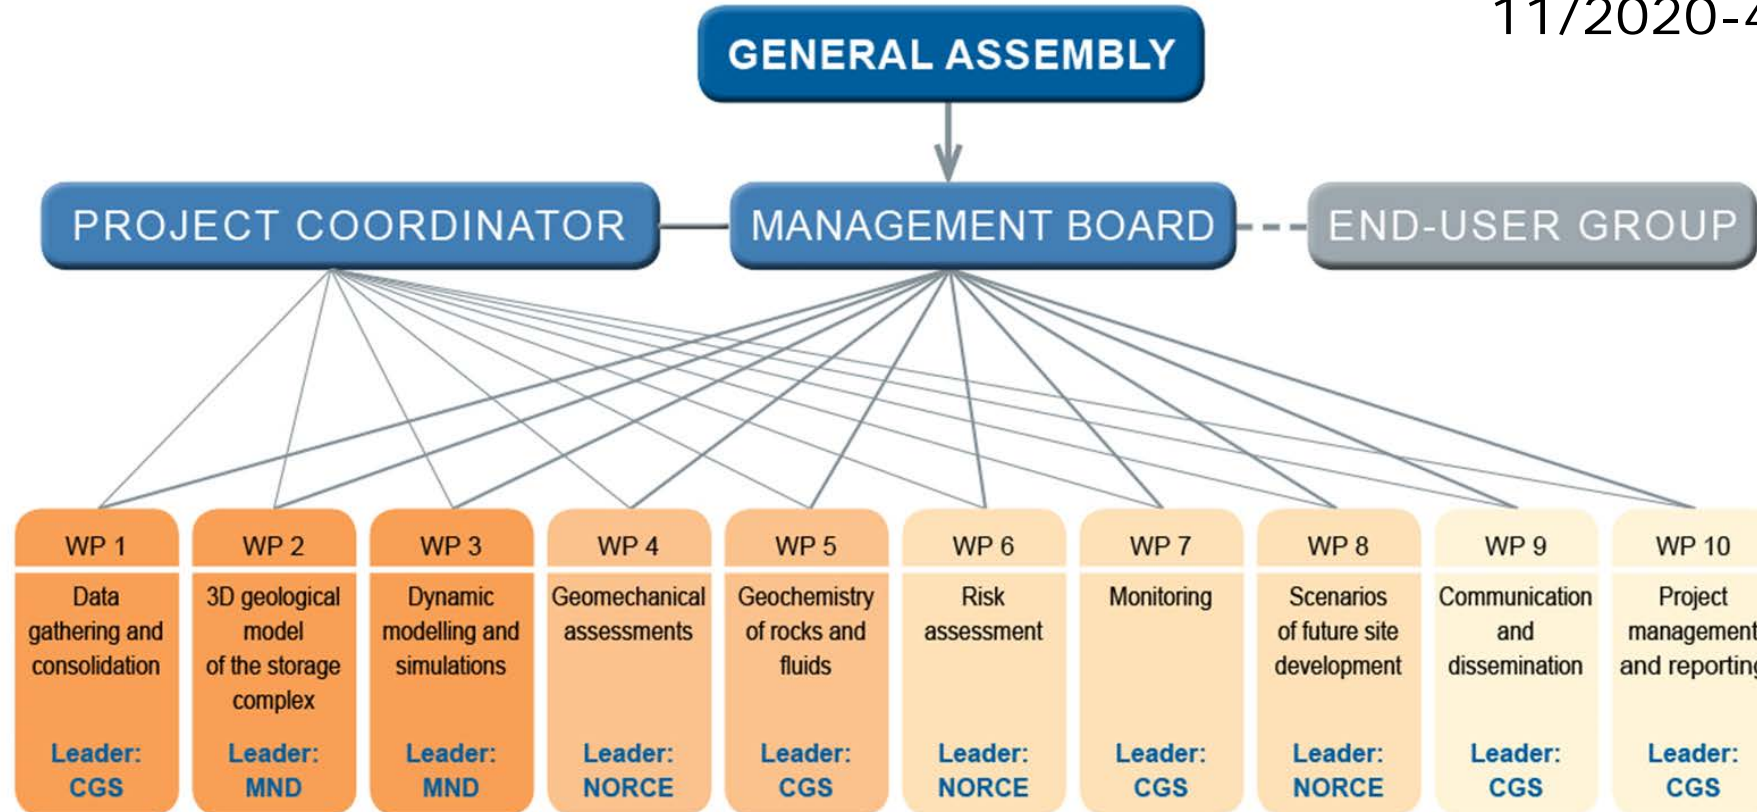 11/2020-4
GENERAL ASSEMBLY
PROJECT COORDINATOR
MANAGEMENT BOARD
END-USER GROUP
WP 1
Data
gathering and
consolidation
Leader:
CGS
WP 2
3D geological
model
of the storage
complex
Leader:
MND
WP 3
Dynamic
modelling and
simulations
Leader:
MND
WP 4
Geomechanical
assessments
Leader:
NORCE
WP 5
Geochemistry
of rocks and
fluids
Leader:
CGS
WP 6
Risk
assessment
Leader:
NORCE
WP 7
Monitoring
Leader:
CGS
WP 8
Scenarios
of future site
development
Leader:
NORCE
WP 9
Communication
and
dissemination
Leader:
CGS
WP 10
Project
management
and reporting
Leader:
CGS